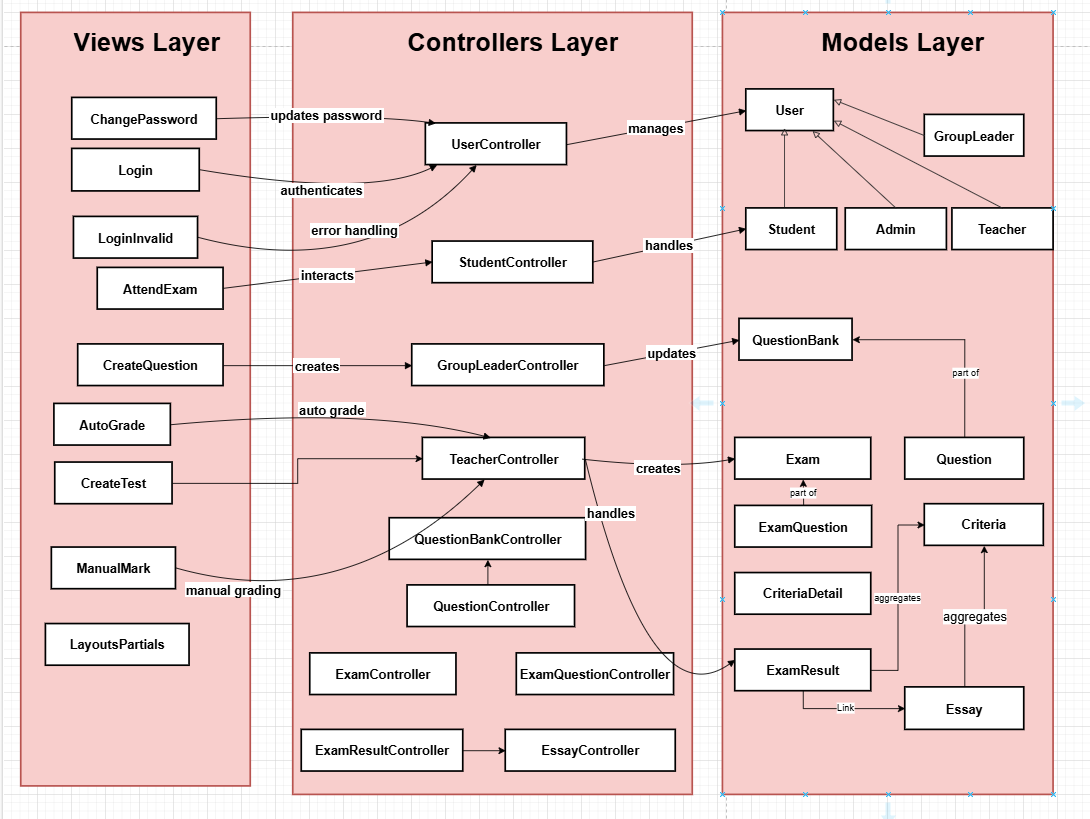 Views Layer
Controllers Layer
Models Layer
ChangePassword
updates password
UserController
manages
User
GroupLeader
Login
authenticates
LoginInvalid
error handling
Student
Admin
Teacher
AttendExam
interacts
StudentController
handles
CreateQuestion
creates
GroupLeaderController
updates
QuestionBank
part of
AutoGrade
auto grade
TeacherController
creates
Exam
Question
CreateTest
part of
handles
ExamQuestion
Criteria
QuestionBankController
ManualMark
manual grading
QuestionController
CriteriaDetail
aggregates
aggregates
LayoutsPartials
ExamController
ExamQuestionController
ExamResult
Link
Essay
ExamResultController
EssayController